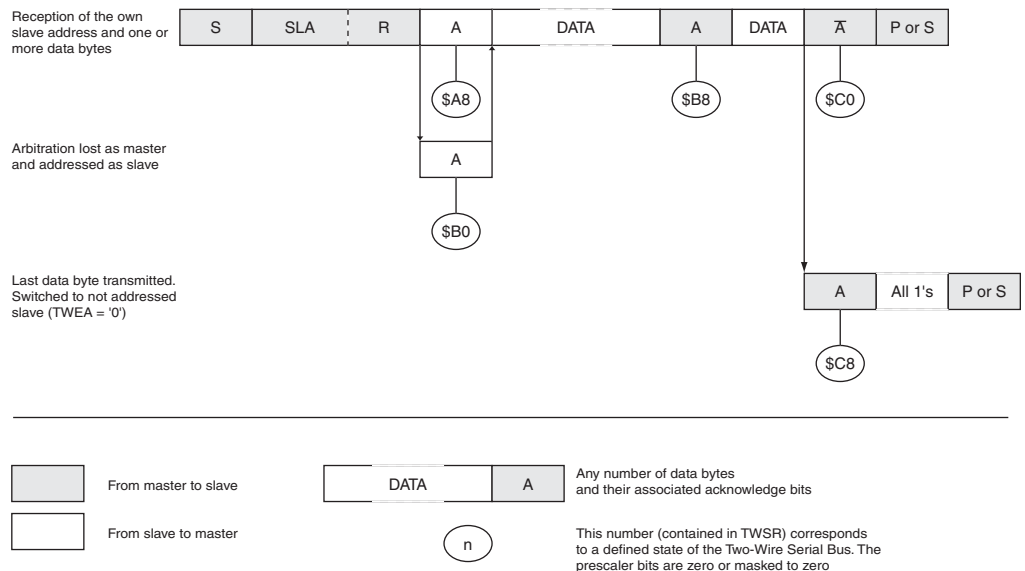 Reception of the own
slave address and one or
more data bytes
S SLA R A DATA A DATA A̅ P or S
$A8 $B8 $C0
Arbitration lost as master
and addressed as slave
A
$B0
Last data byte transmitted.
Switched to not addressed
slave (TWEA = '0')
A All 1's P or S
$C8
From master to slave
DATA A
Any number of data bytes
and their associated acknowledge bits
From slave to master
n
This number (contained in TWSR) corresponds
to a defined state of the Two-Wire Serial Bus. The
prescaler bits are zero or masked to zero